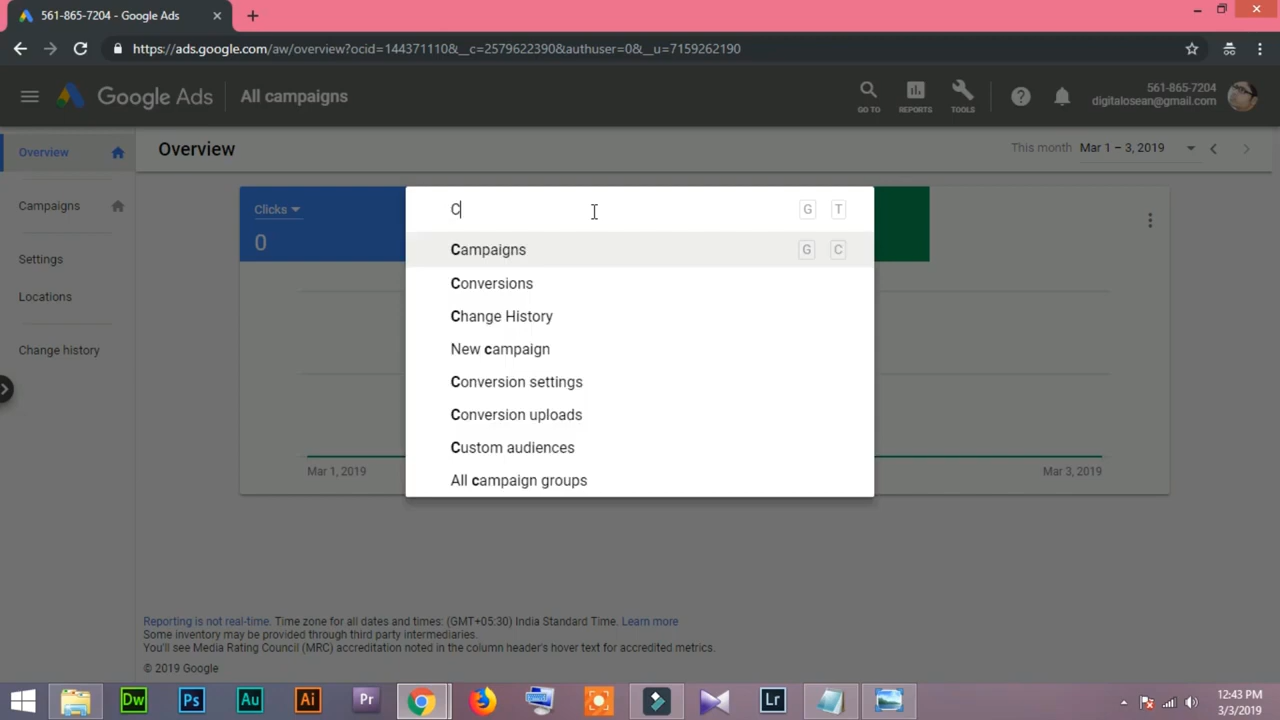 561-865-7204 - Google Ads
https://ads.google.com/aw/overview?ocid=144371110&__c=2579622390&authuser=0&__u=7159262190
Google Ads
All campaigns
GO TO
REPORTS
TOOLS
561-865-7204
digitalosean@gmail.com
Overview
Campaigns
Settings
Locations
Change history
Overview
This month
Mar 1 – 3, 2019
Clicks
0
C
G T
Campaigns
G C
Conversions
Change History
New campaign
Conversion settings
Conversion uploads
Custom audiences
All campaign groups
Mar 1, 2019
Mar 3, 2019
Reporting is not real-time. Time zone for all dates and times: (GMT+05:30) India Standard Time. Learn more
Some inventory may be provided through third party intermediaries.
You'll see Media Rating Council (MRC) accreditation noted in the column header's hover text for accredited metrics.
© 2019 Google
Dw
Ps
Au
Ai
Pr
Lr
12:43 PM
3/3/2019